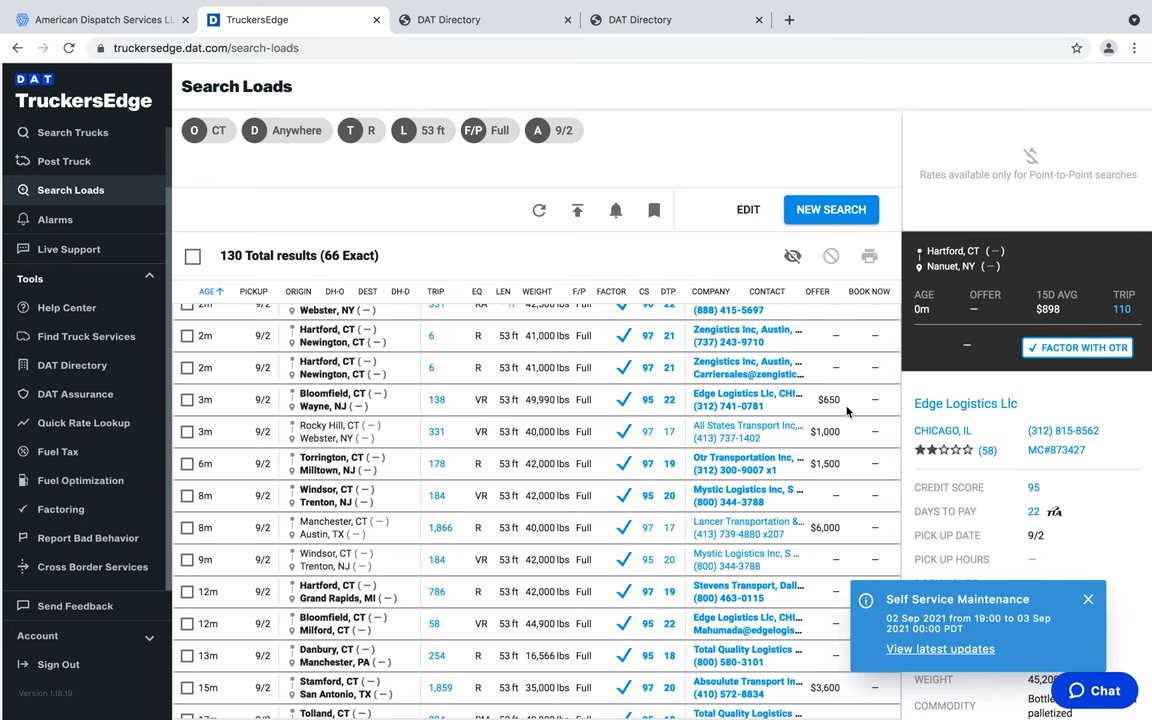 American Dispatch Services LL
TruckersEdge
DAT Directory
DAT Directory
truckersedge.dat.com/search-loads
DAT
TruckersEdge
Search Trucks
Post Truck
Search Loads
Alarms
Live Support
Tools
Help Center
Find Truck Services
DAT Directory
DAT Assurance
Quick Rate Lookup
Fuel Tax
Fuel Optimization
Factoring
Report Bad Behavior
Cross Border Services
Send Feedback
Account
Sign Out
Version 1.18.19
Search Loads
O CT D Anywhere T R L 53 ft F/P Full A 9/2
EDIT NEW SEARCH
130 Total results (66 Exact)
AGE PICKUP ORIGIN DH-O DEST DH-D TRIP EQ LEN WEIGHT F/P FACTOR CS DTP COMPANY CONTACT OFFER BOOK NOW
Webster, NY (–) (888) 415-5697
2m 9/2 Hartford, CT (–) 6 R 53 ft 41,000 lbs Full 97 21 Zengistics Inc, Austin, ... – –
Newington, CT (–) (737) 243-9710
2m 9/2 Hartford, CT (–) 6 R 53 ft 41,000 lbs Full 97 21 Zengistics Inc, Austin, ... – –
Newington, CT (–) Carriersales@zengistic...
3m 9/2 Bloomfield, CT (–) 138 VR 53 ft 49,990 lbs Full 95 22 Edge Logistics Llc, CHI... $650 –
Wayne, NJ (–) (312) 741-0781
3m 9/2 Rocky Hill, CT (–) 331 VR 53 ft 40,000 lbs Full 97 17 All States Transport Inc,... $1,000 –
Webster, NY (–) (413) 737-1402
6m 9/2 Torrington, CT (–) 178 R 53 ft 42,000 lbs Full 97 19 Otr Transportation Inc, ... $1,500 –
Milltown, NJ (–) (312) 300-9007 x1
8m 9/2 Windsor, CT (–) 184 VR 53 ft 42,000 lbs Full 95 20 Mystic Logistics Inc, S ... – –
Trenton, NJ (–) (800) 344-3788
8m 9/2 Manchester, CT (–) 1,866 R 53 ft 40,000 lbs Full 97 17 Lancer Transportation &... $6,000 –
Austin, TX (–) (413) 739-4880 x207
9m 9/2 Windsor, CT (–) 184 VR 53 ft 42,000 lbs Full 95 20 Mystic Logistics Inc, S ... – –
Trenton, NJ (–) (800) 344-3788
12m 9/2 Hartford, CT (–) 786 R 53 ft 42,000 lbs Full 97 19 Stevens Transport, Dall... –
Grand Rapids, MI (–) (800) 463-0115
12m 9/2 Bloomfield, CT (–) 58 VR 53 ft 44,900 lbs Full 95 22 Edge Logistics Llc, CHI... –
Milford, CT (–) Mahumada@edgelogis...
13m 9/2 Danbury, CT (–) 254 R 53 ft 16,566 lbs Full 95 18 Total Quality Logistics ... –
Manchester, PA (–) (800) 580-3101
15m 9/2 Stamford, CT (–) 1,859 R 53 ft 35,000 lbs Full 97 20 Absoulute Transport In... $3,600 –
San Antonio, TX (–) (410) 572-8834
Tolland, CT (–) Total Quality Logistics ...
Rates available only for Point-to-Point searches
Hartford, CT (–)
Nanuet, NY (–)
AGE OFFER 15D AVG TRIP
0m – $898 110
– FACTOR WITH OTR
Edge Logistics Llc
CHICAGO, IL (312) 815-8562
(58) MC#873427
CREDIT SCORE 95
DAYS TO PAY 22 TIA
PICK UP DATE 9/2
PICK UP HOURS –
Self Service Maintenance
02 Sep 2021 from 19:00 to 03 Sep
2021 00:00 PDT
View latest updates
WEIGHT 45,200
COMMODITY
palletized
Chat